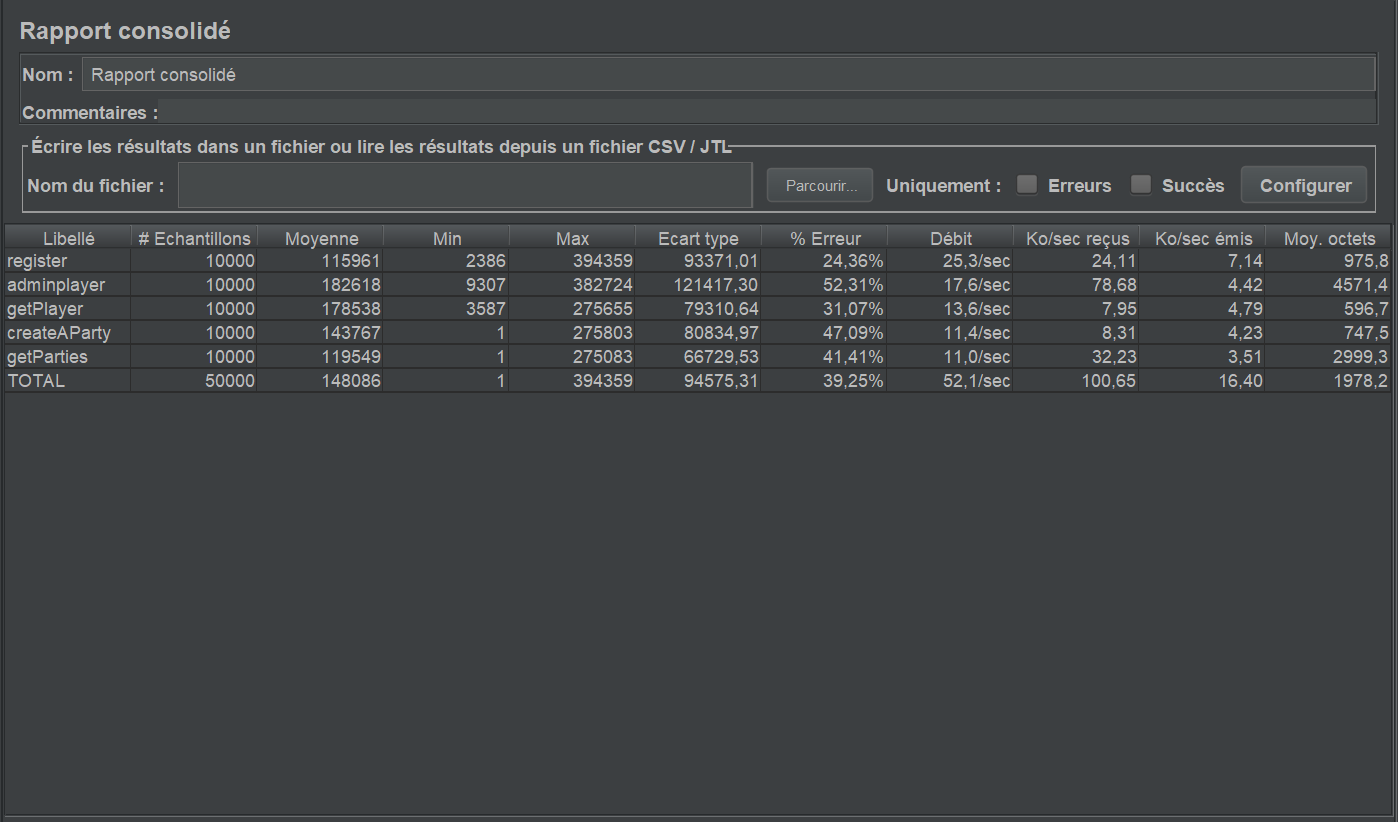 Rapport consolidé
Nom : Rapport consolidé
Commentaires :
Écrire les résultats dans un fichier ou lire les résultats depuis un fichier CSV / JTL
Nom du fichier : Parcourir... Uniquement : Erreurs Succès Configurer
Libellé # Echantillons Moyenne Min Max Ecart type % Erreur Débit Ko/sec reçus Ko/sec émis Moy. octets
register 10000 115961 2386 394359 93371,01 24,36% 25,3/sec 24,11 7,14 975,8
adminplayer 10000 182618 9307 382724 121417,30 52,31% 17,6/sec 78,68 4,42 4571,4
getPlayer 10000 178538 3587 275655 79310,64 31,07% 13,6/sec 7,95 4,79 596,7
createAParty 10000 143767 1 275803 80834,97 47,09% 11,4/sec 8,31 4,23 747,5
getParties 10000 119549 1 275083 66729,53 41,41% 11,0/sec 32,23 3,51 2999,3
TOTAL 50000 148086 1 394359 94575,31 39,25% 52,1/sec 100,65 16,40 1978,2